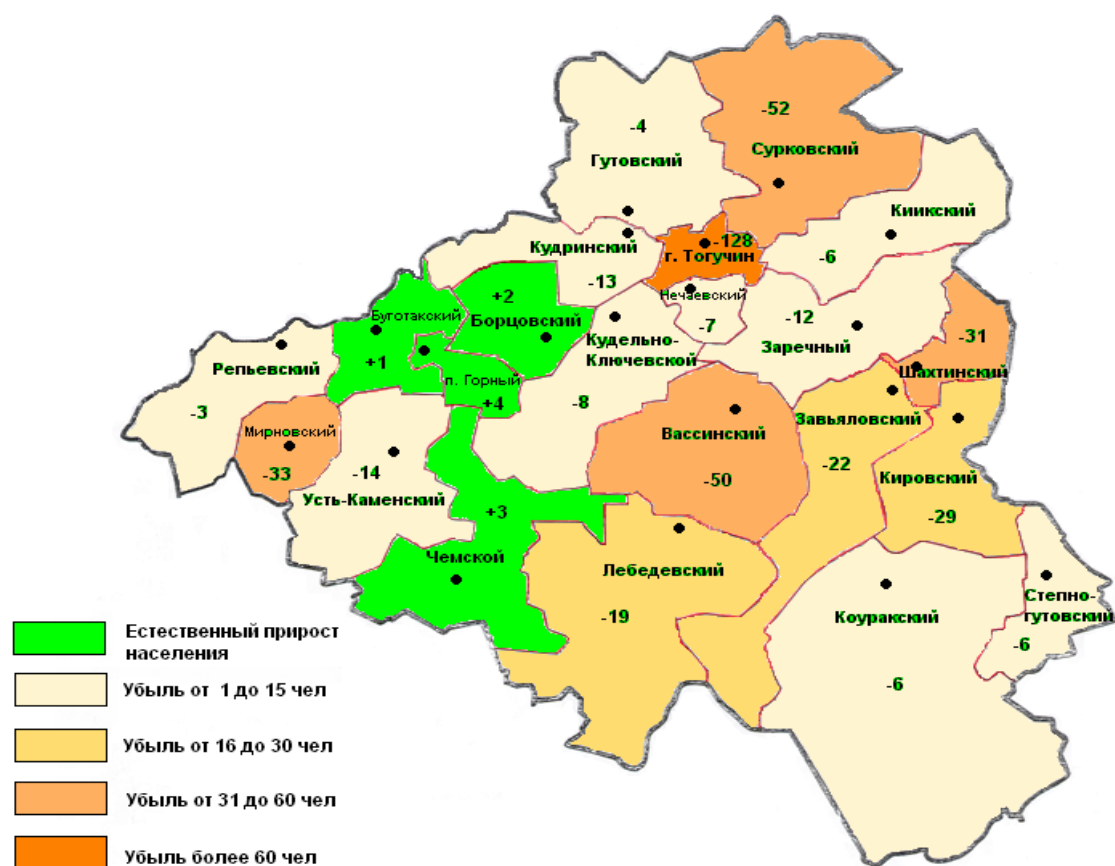 -52
-4
Сурковский
Гутовский
Киикский
Кудринский
-128
г. Тогучин
-6
-13
Нечаевский
+2
-7
-12
Буготакский
Борцовский
Кудельно-
Ключевской
Заречный
-31
Репьевский
+1
п. Горный
+4
Шахтинский
-3
-8
Завьяловский
Мирновский
-33
Вассинский
-22
-14
-50
Кировский
Усть-Каменский
+3
-29
Чемской
Лебедевский
Степно-
гутовский
-19
Коуракский
-6
-6
Естественный прирост
населения
Убыль от 1 до 15 чел
Убыль от 16 до 30 чел
Убыль от 31 до 60 чел
Убыль более 60 чел